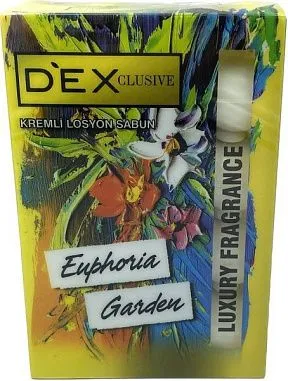 D'EXCLUSIVE
KREMLİ LOSYON SABUN
Euphoria
Garden
LUXURY FRAGRANCE